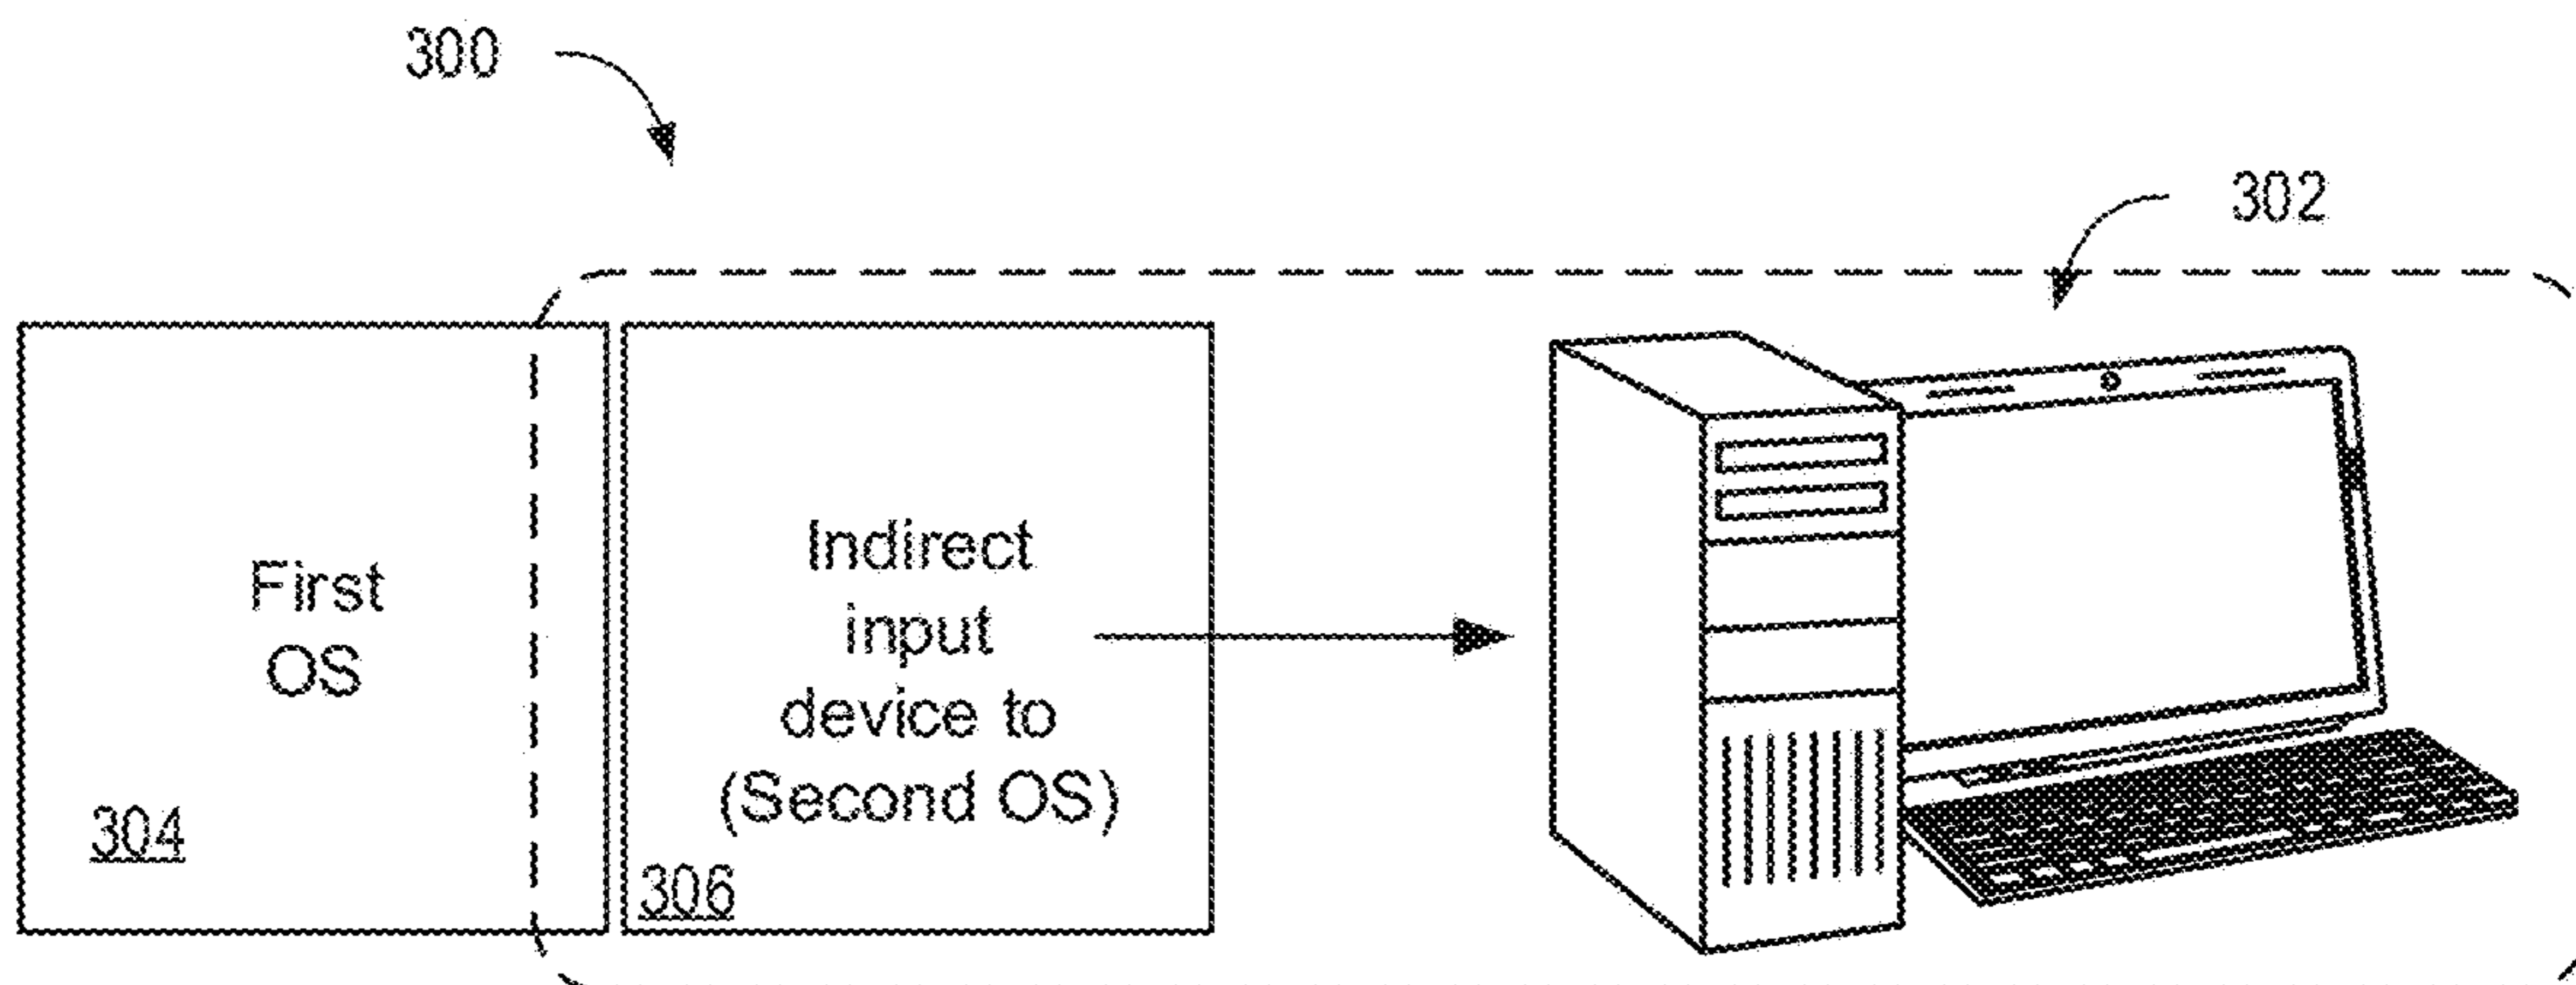 300
302
First
OS
304
Indirect
input
device to
(Second OS)
306